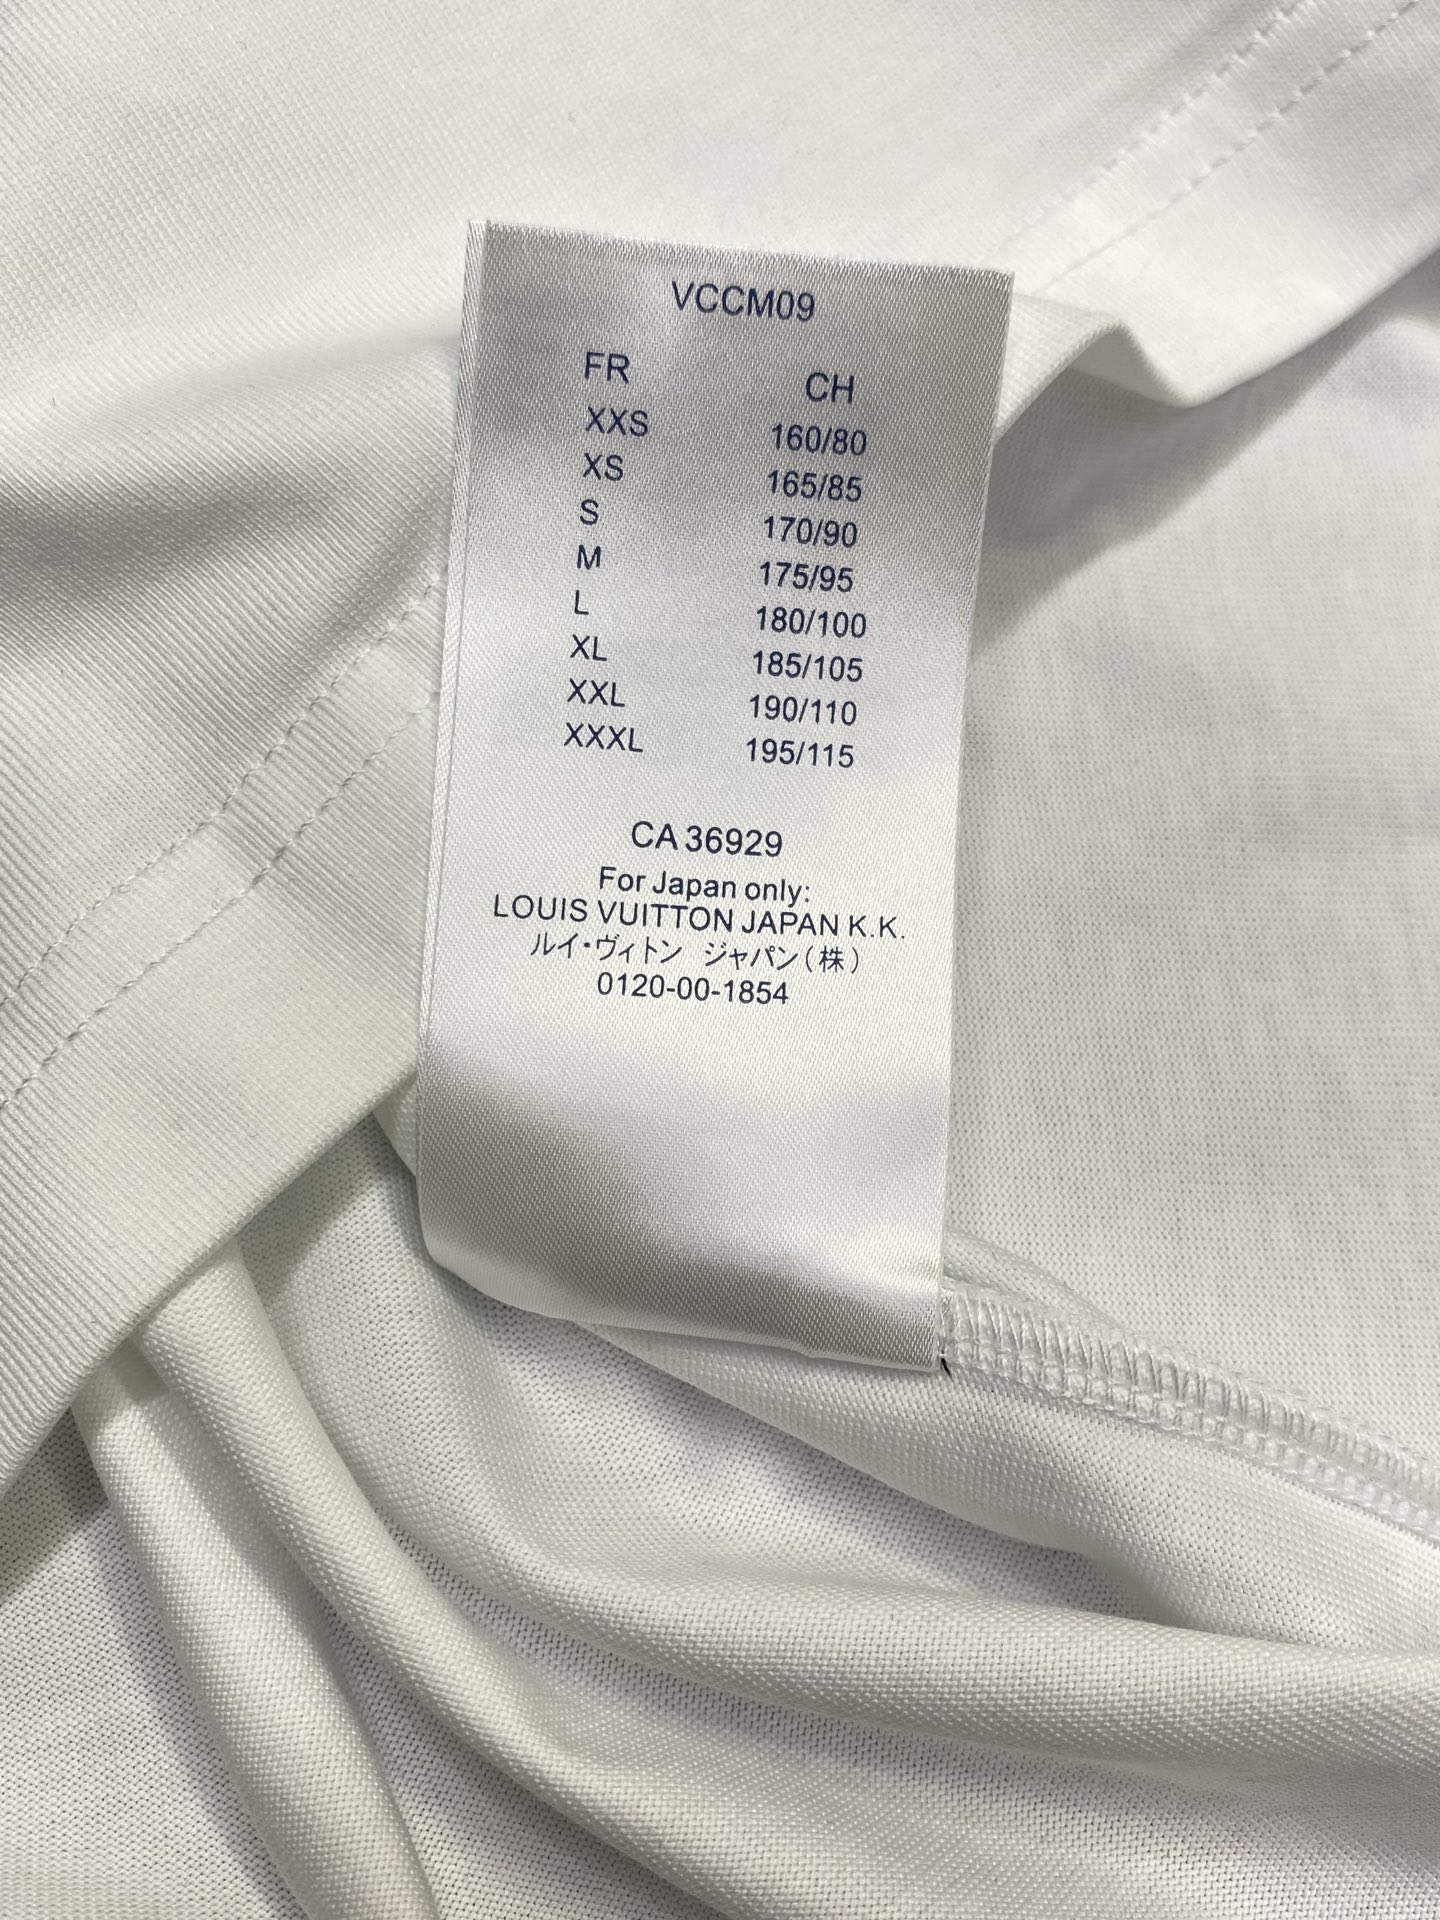 VCCM09
FR CH
XXS 160/80
XS 165/85
S 170/90
M 175/95
L 180/100
XL 185/105
XXL 190/110
XXXL 195/115
CA 36929
For Japan only:
LOUIS VUITTON JAPAN K.K.
ルイ・ヴィトン ジャパン(株)
0120-00-1854